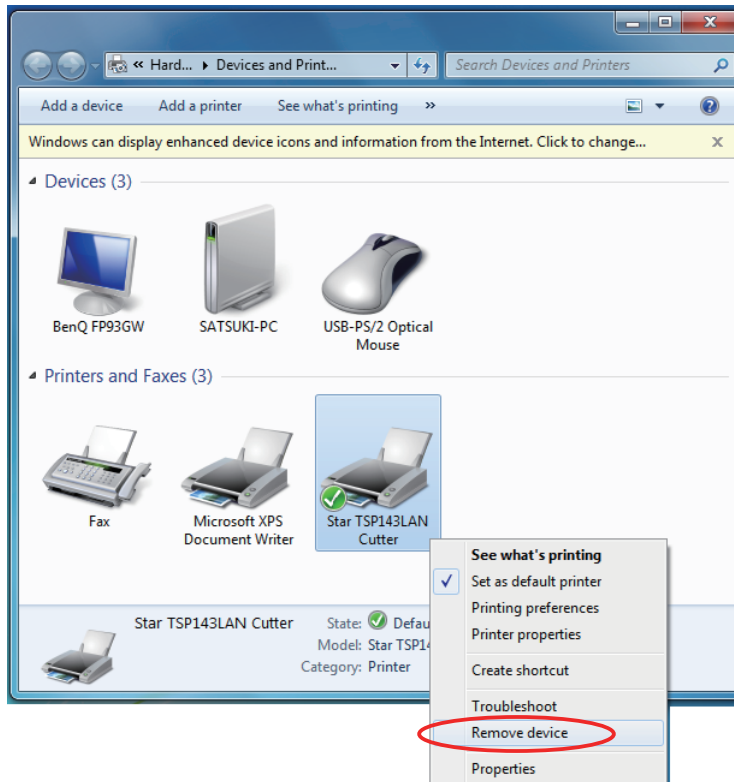 « Hard... ▸ Devices and Print...
Search Devices and Printers
Add a device Add a printer See what's printing »
Windows can display enhanced device icons and information from the Internet. Click to change... x
Devices (3)
BenQ FP93GW
SATSUKI-PC
USB-PS/2 Optical
Mouse
Printers and Faxes (3)
Fax
Microsoft XPS
Document Writer
Star TSP143LAN
Cutter
See what's printing
Set as default printer
Printing preferences
Printer properties
Create shortcut
Troubleshoot
Remove device
Properties
Star TSP143LAN Cutter
State: Defau
Model: Star TSP14
Category: Printer